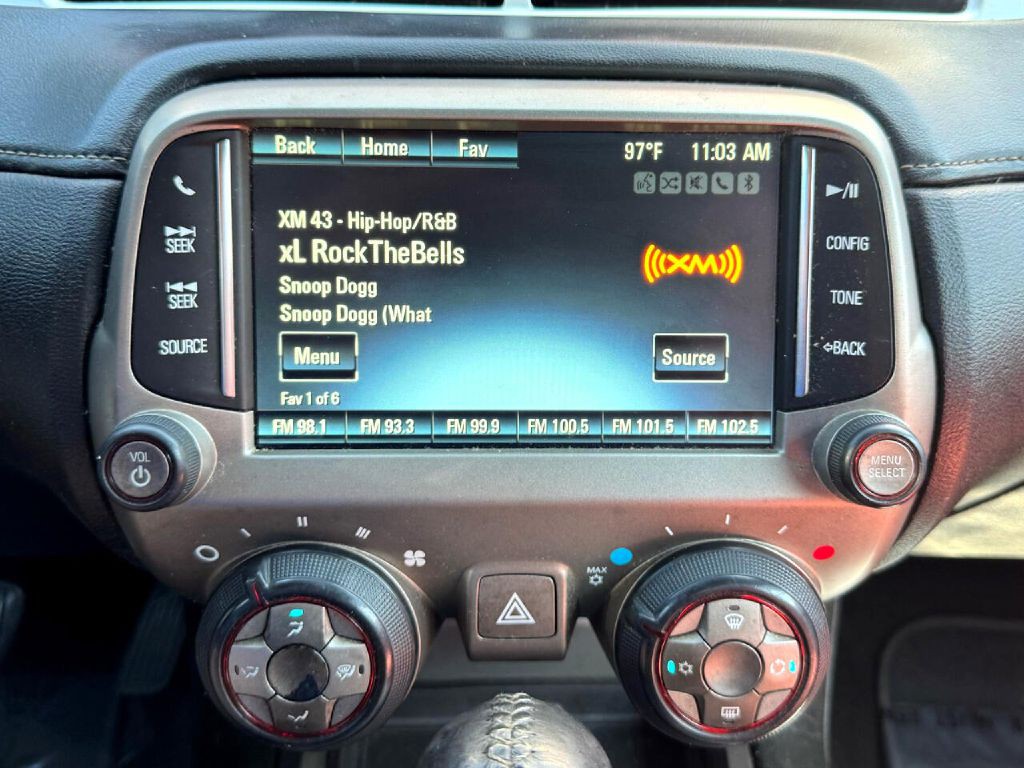 Back Home Fav 97°F 11:03 AM
XM 43 - Hip-Hop/R&B
xL RockTheBells
XM
Snoop Dogg
Snoop Dogg (What
Menu Source
Fav 1 of 6
FM 98.1 FM 93.3 FM 99.9 FM 100.5 FM 101.5 FM 102.5
SEEK
SEEK
SOURCE
CONFIG
TONE
BACK
VOL
MENU
SELECT
MAX